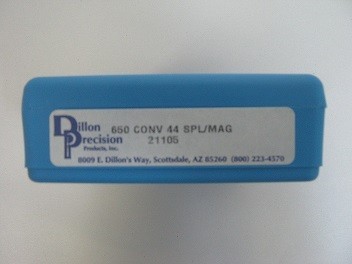 Dillon Precision
Products, Inc.
650 CONV 44 SPL/MAG
21105
8009 E. Dillon's Way, Scottsdale, AZ 85260 (800) 223-4570